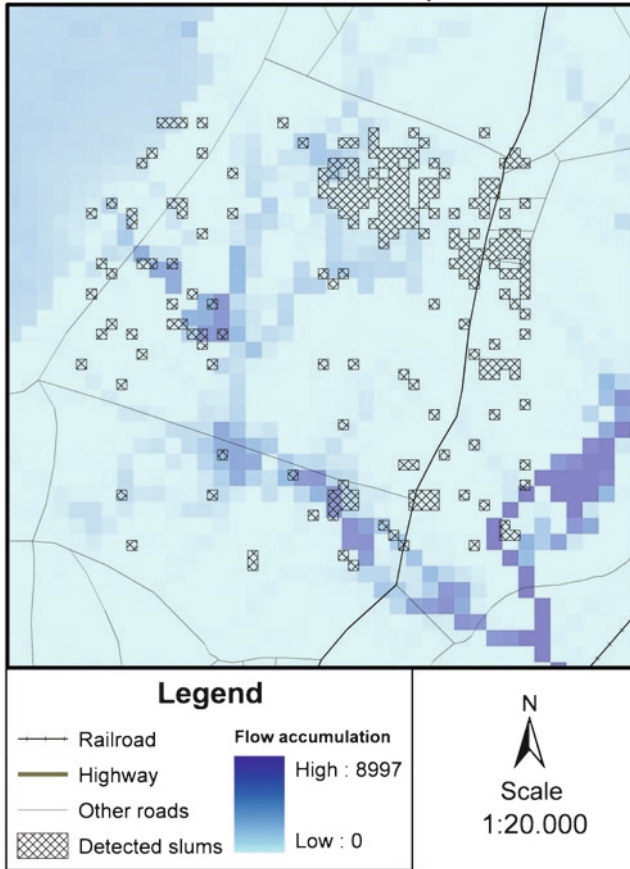 Legend
Railroad
Highway
Other roads
Detected slums
Flow accumulation
High : 8997
Low : 0
N
Scale
1:20.000